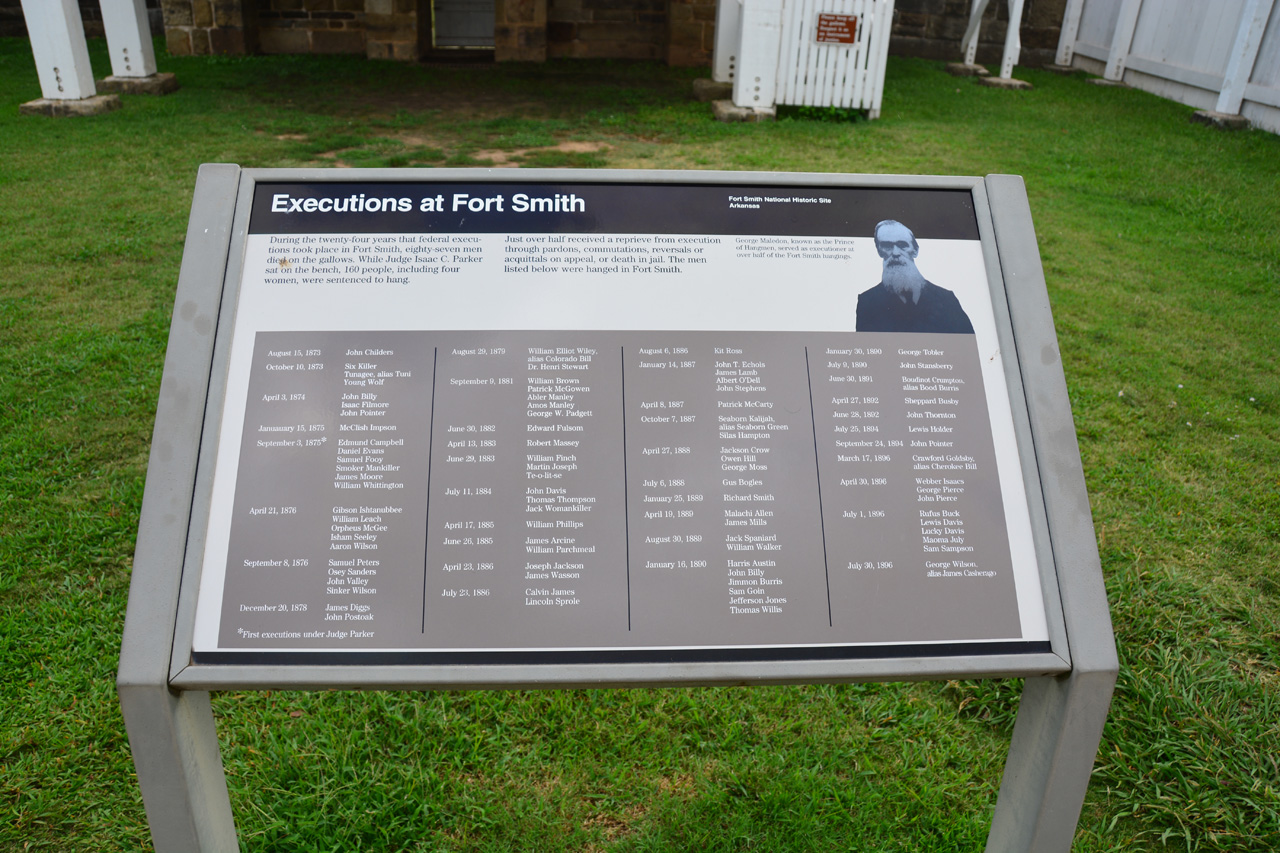 Please keep off
the gallows.
Respect it as
an instrument
of justice.
Executions at Fort Smith
Fort Smith National Historic Site
Arkansas
During the twenty-four years that federal execu-
tions took place in Fort Smith, eighty-seven men
died on the gallows. While Judge Isaac C. Parker
sat on the bench, 160 people, including four
women, were sentenced to hang.
Just over half received a reprieve from execution
through pardons, commutations, reversals or
acquittals on appeal, or death in jail. The men
listed below were hanged in Fort Smith.
George Maledon, known as the Prince
of Hangmen, served as executioner at
over half of the Fort Smith hangings.
August 15, 1873 John Childers
October 10, 1873 Six Killer
Tunagee, alias Tuni
Young Wolf
April 3, 1874 John Billy
Isaac Filmore
John Pointer
Janauary 15, 1875 McClish Impson
September 3, 1875* Edmund Campbell
Daniel Evans
Samuel Fooy
Smoker Mankiller
James Moore
William Whittington
April 21, 1876 Gibson Ishtanubbee
William Leach
Orpheus McGee
Isham Seeley
Aaron Wilson
September 8, 1876 Samuel Peters
Osey Sanders
John Valley
Sinker Wilson
December 20, 1878 James Diggs
John Postoak
*First executions under Judge Parker
August 29, 1879 William Elliot Wiley,
alias Colorado Bill
Dr. Henri Stewart
September 9, 1881 William Brown
Patrick McGowen
Abler Manley
Amos Manley
George W. Padgett
June 30, 1882 Edward Fulsom
April 13, 1883 Robert Massey
June 29, 1883 William Finch
Martin Joseph
Te-o-lit-se
July 11, 1884 John Davis
Thomas Thompson
Jack Womankiller
April 17, 1885 William Phillips
June 26, 1885 James Arcine
William Parchmeal
April 23, 1886 Joseph Jackson
James Wasson
July 23, 1886 Calvin James
Lincoln Sprole
August 6, 1886 Kit Ross
January 14, 1887 John T. Echois
James Lamb
Albert O'Dell
John Stephens
April 8, 1887 Patrick McCarty
October 7, 1887 Seaborn Kalijah,
alias Seaborn Green
Silas Hampton
April 27, 1888 Jackson Crow
Owen Hill
George Moss
July 6, 1888 Gus Bogles
January 25, 1889 Richard Smith
April 19, 1889 Malachi Allen
James Mills
August 30, 1889 Jack Spaniard
William Walker
January 16, 1890 Harris Austin
John Billy
Jimmon Burris
Sam Goin
Jefferson Jones
Thomas Willis
January 30, 1890 George Tobler
July 9, 1890 John Stansberry
June 30, 1891 Boudinot Crumpton,
alias Bood Burris
April 27, 1892 Sheppard Busby
June 28, 1892 John Thornton
July 25, 1894 Lewis Holder
September 24, 1894 John Pointer
March 17, 1896 Crawford Goldsby,
alias Cherokee Bill
April 30, 1896 Webber Isaacs
George Pierce
John Pierce
July 1, 1896 Rufus Buck
Lewis Davis
Lucky Davis
Maoma July
Sam Sampson
July 30, 1896 George Wilson,
alias James Casherago